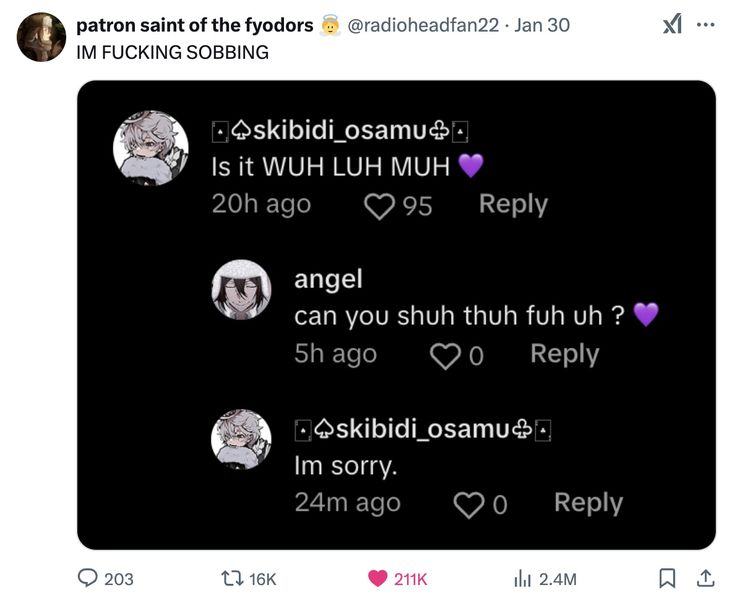 patron saint of the fyodors 😇 @radioheadfan22 · Jan 30
IM FUCKING SOBBING
🂡♤skibidi_osamu♧🂡
Is it WUH LUH MUH 💜
20h ago 95 Reply
angel
can you shuh thuh fuh uh ? 💜
5h ago 0 Reply
🂡♤skibidi_osamu♧🂡
Im sorry.
24m ago 0 Reply
203 16K 211K 2.4M